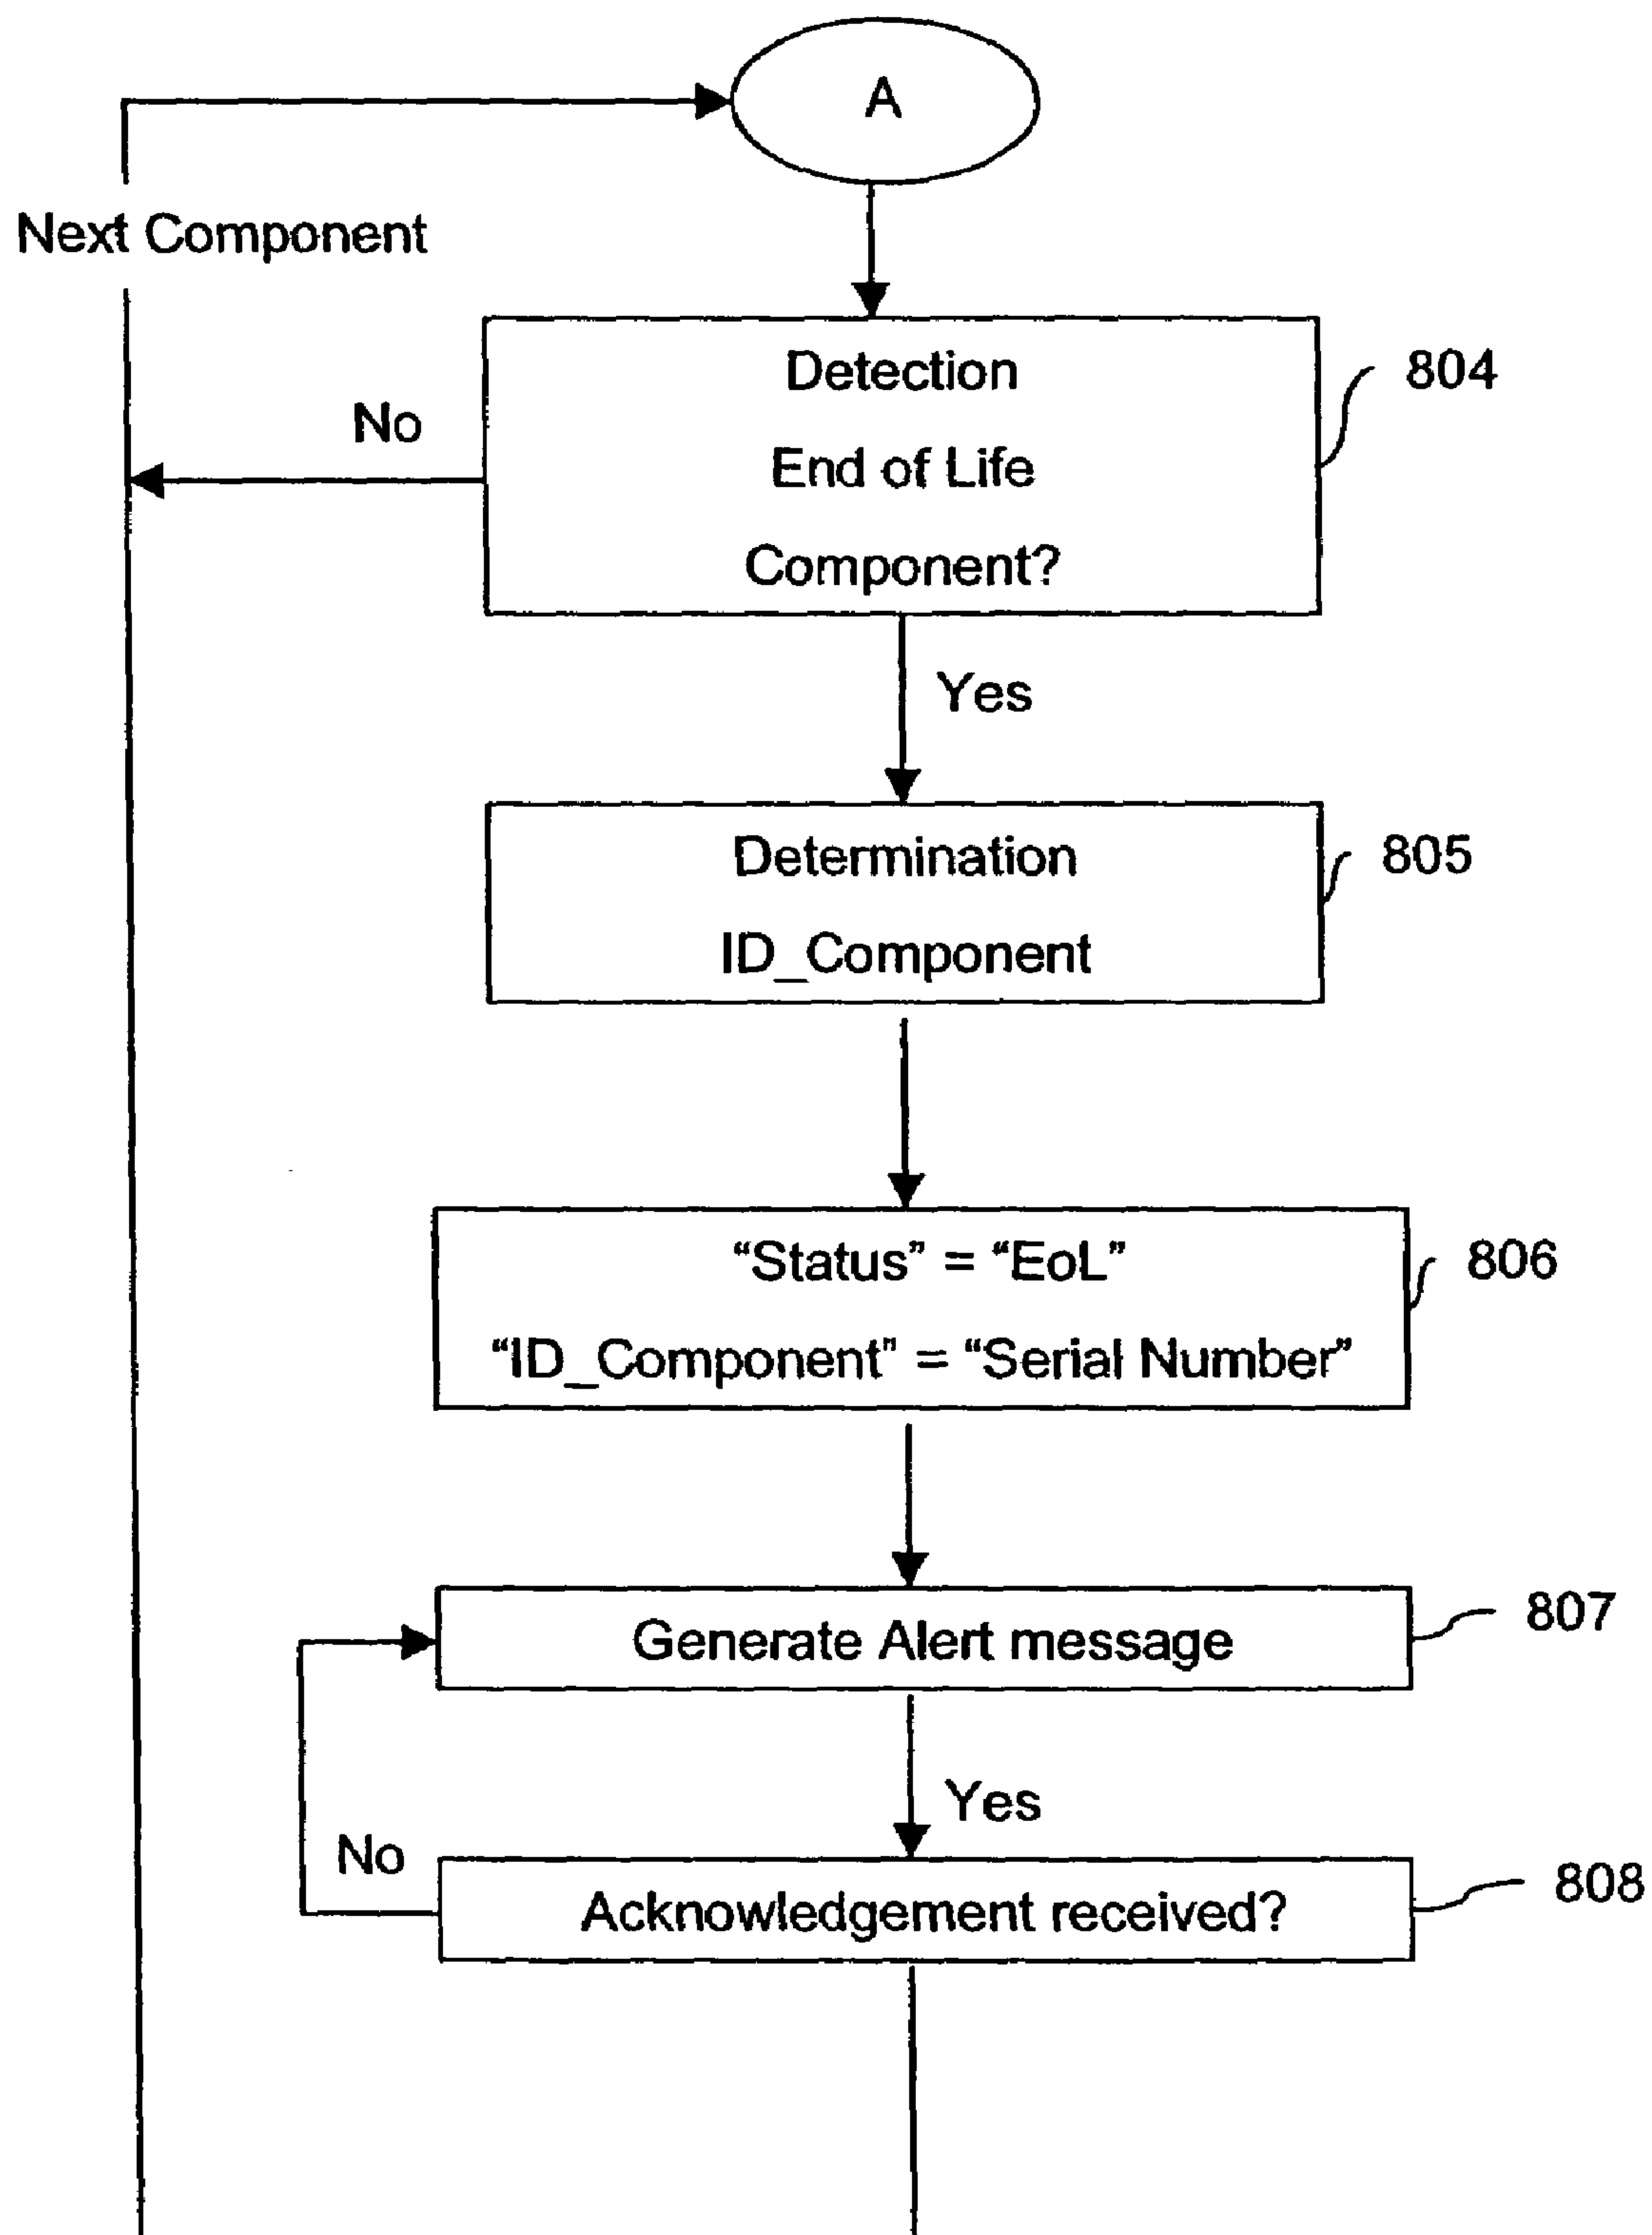 A
Next Component
Detection
End of Life
Component?
804
No
Yes
Determination
ID_Component
805
“Status” = “EoL”
“ID_Component” = “Serial Number”
806
Generate Alert message
807
Yes
No
Acknowledgement received?
808